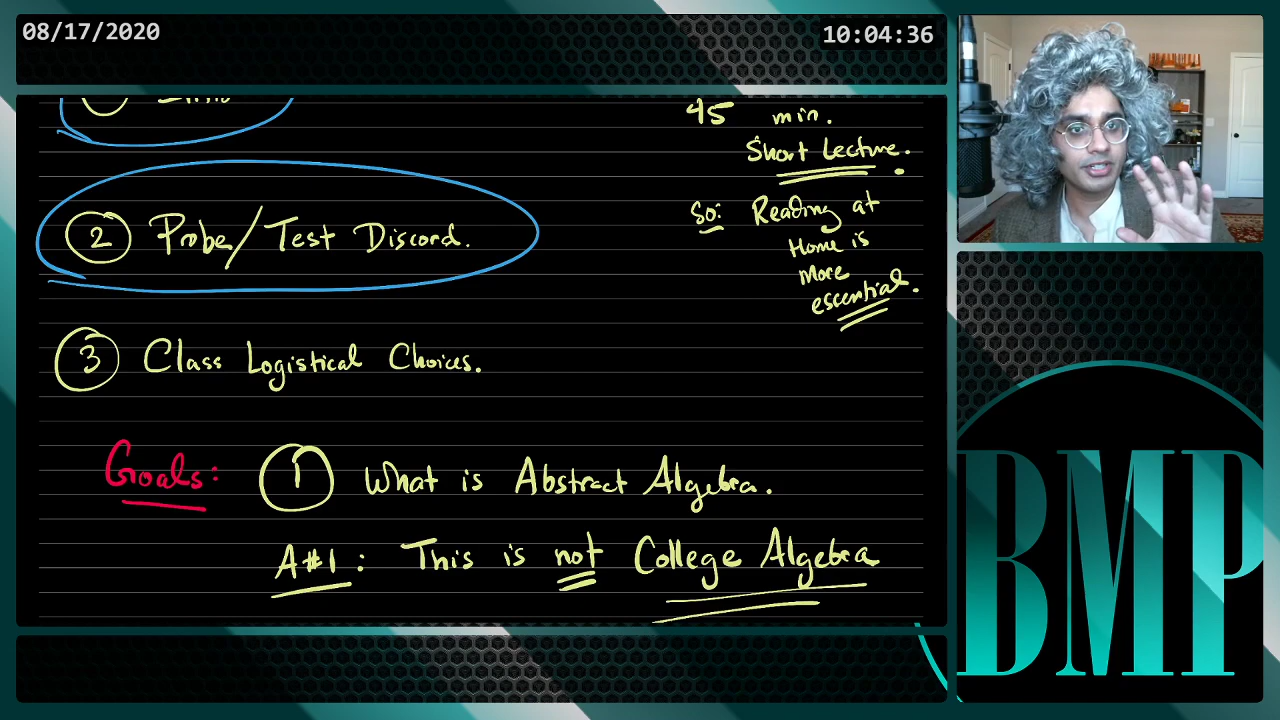 08/17/2020
10:04:36
45 min.
Short Lecture.
So: Reading at
Home is
more
essential.
2 Probe/Test Discord.
3 Class Logistical Choices.
Goals: 1 What is Abstract Algebra.
A#1: This is not College Algebra
BMP